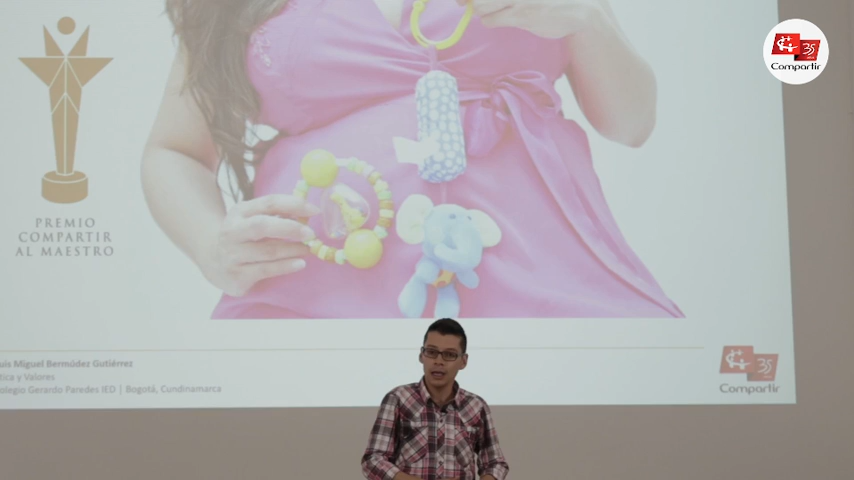 35
Compartir
PREMIO
COMPARTIR
AL MAESTRO
uis Miguel Bermúdez Gutiérrez
tica y Valores
olegio Gerardo Paredes IED | Bogotá, Cundinamarca
35
Compartir